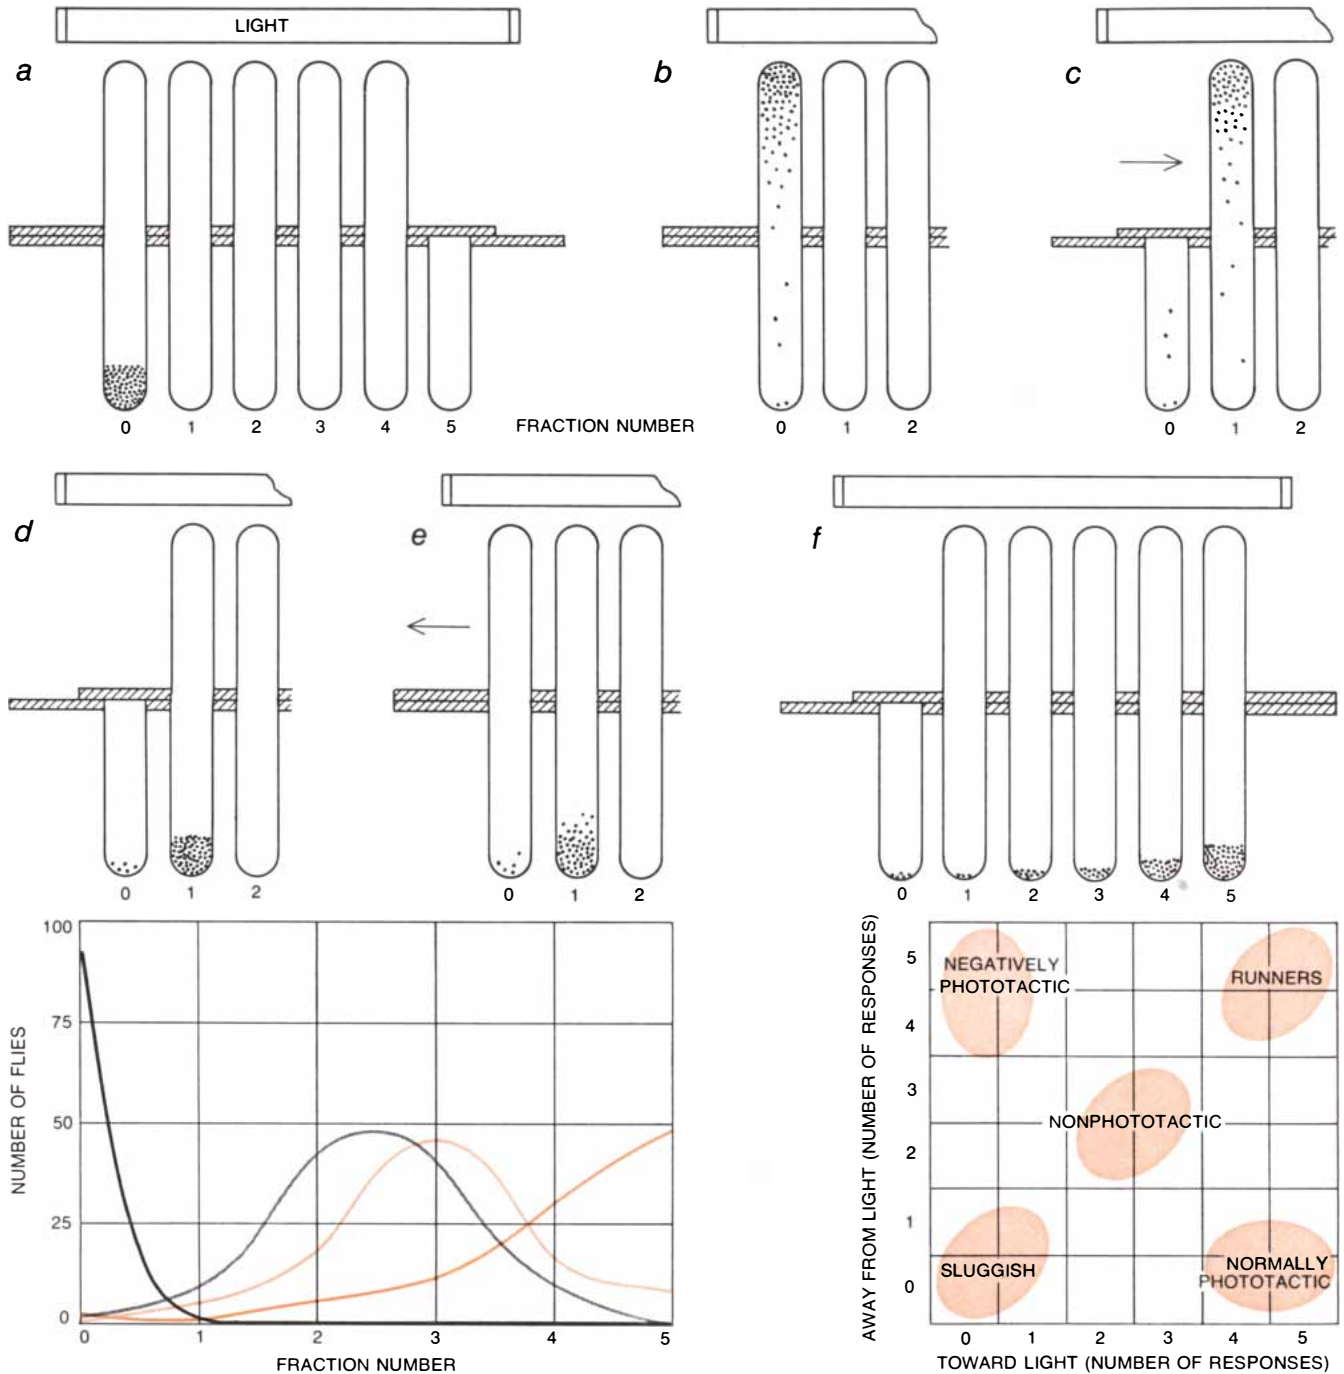 LIGHT
a
b
c
0 1 2 3 4 5 FRACTION NUMBER 0 1 2 0 1 2
d
e
f
0 1 2 0 1 2 0 1 2 3 4 5
100
75
50
25
0
NUMBER OF FLIES
0 1 2 3 4 5
FRACTION NUMBER
AWAY FROM LIGHT (NUMBER OF RESPONSES)
5
4
3
2
1
0
NEGATIVELY
PHOTOTACTIC
RUNNERS
NONPHOTOTACTIC
SLUGGISH
NORMALLY
PHOTOTACTIC
0 1 2 3 4 5
TOWARD LIGHT (NUMBER OF RESPONSES)